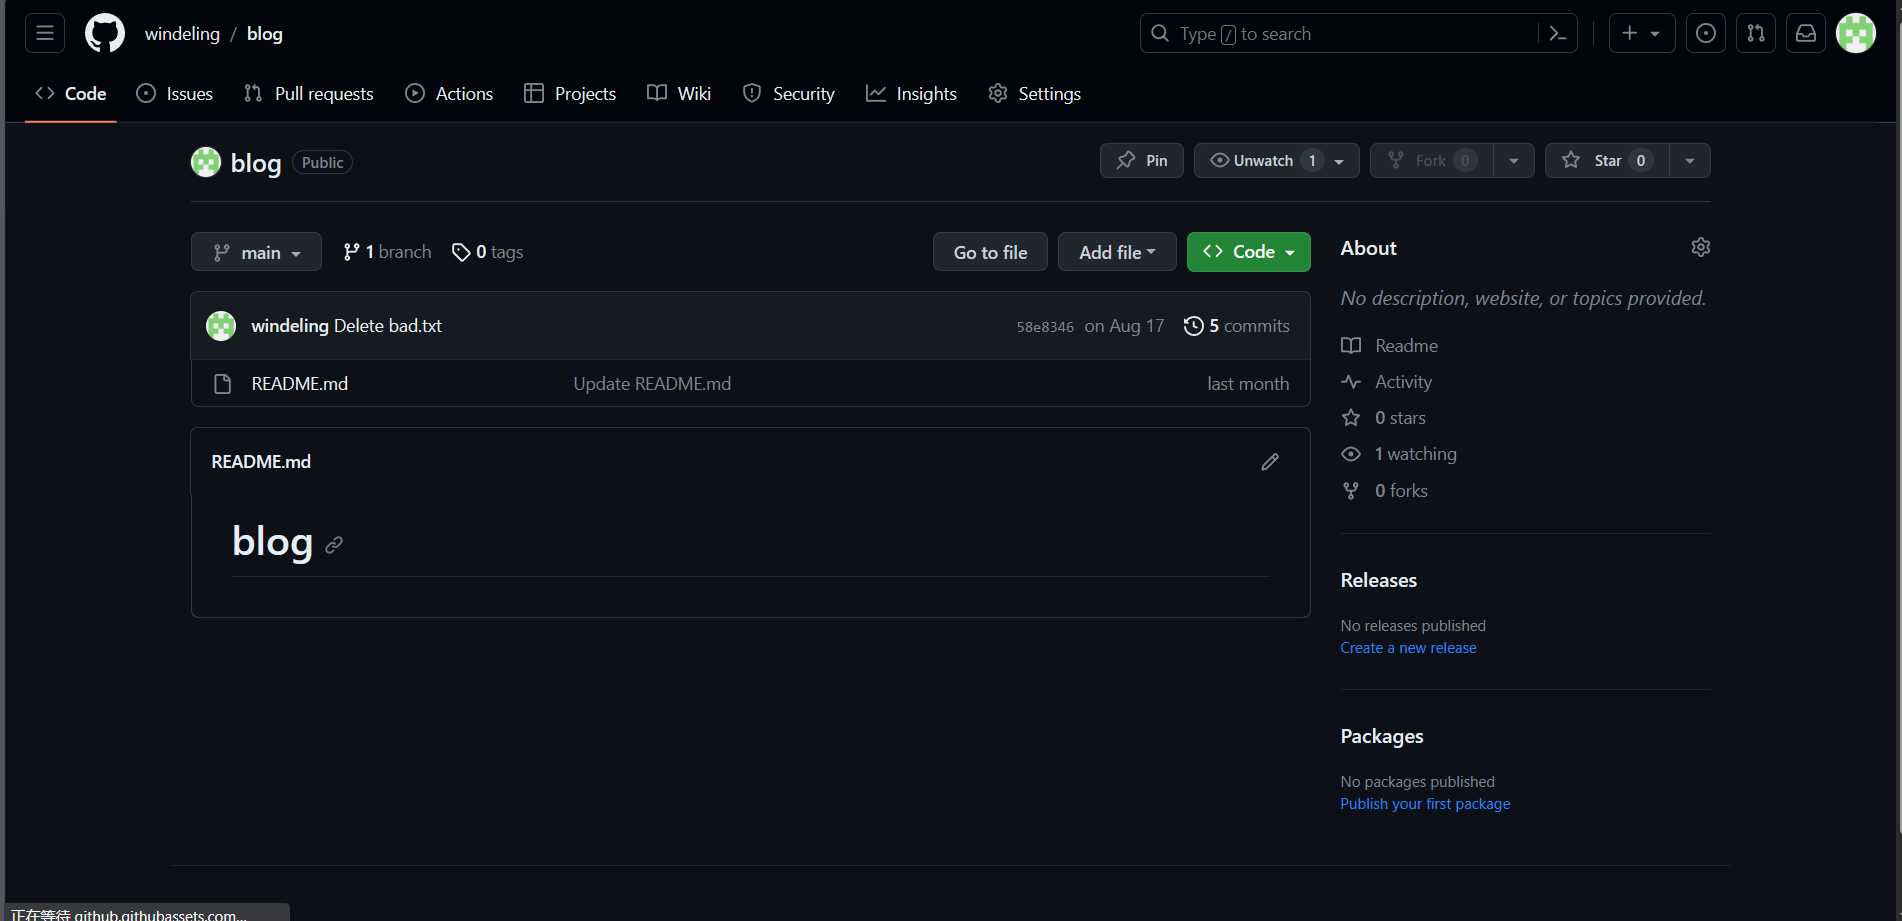 windeling / blog
Type / to search
Code Issues Pull requests Actions Projects Wiki Security Insights Settings
blog Public
Pin Unwatch 1 Fork 0 Star 0
main 1 branch 0 tags
Go to file Add file Code
windeling Delete bad.txt 58e8346 on Aug 17 5 commits
README.md Update README.md last month
README.md
blog
About
No description, website, or topics provided.
Readme
Activity
0 stars
1 watching
0 forks
Releases
No releases published
Create a new release
Packages
No packages published
Publish your first package
正在等待 github.githubassets.com...